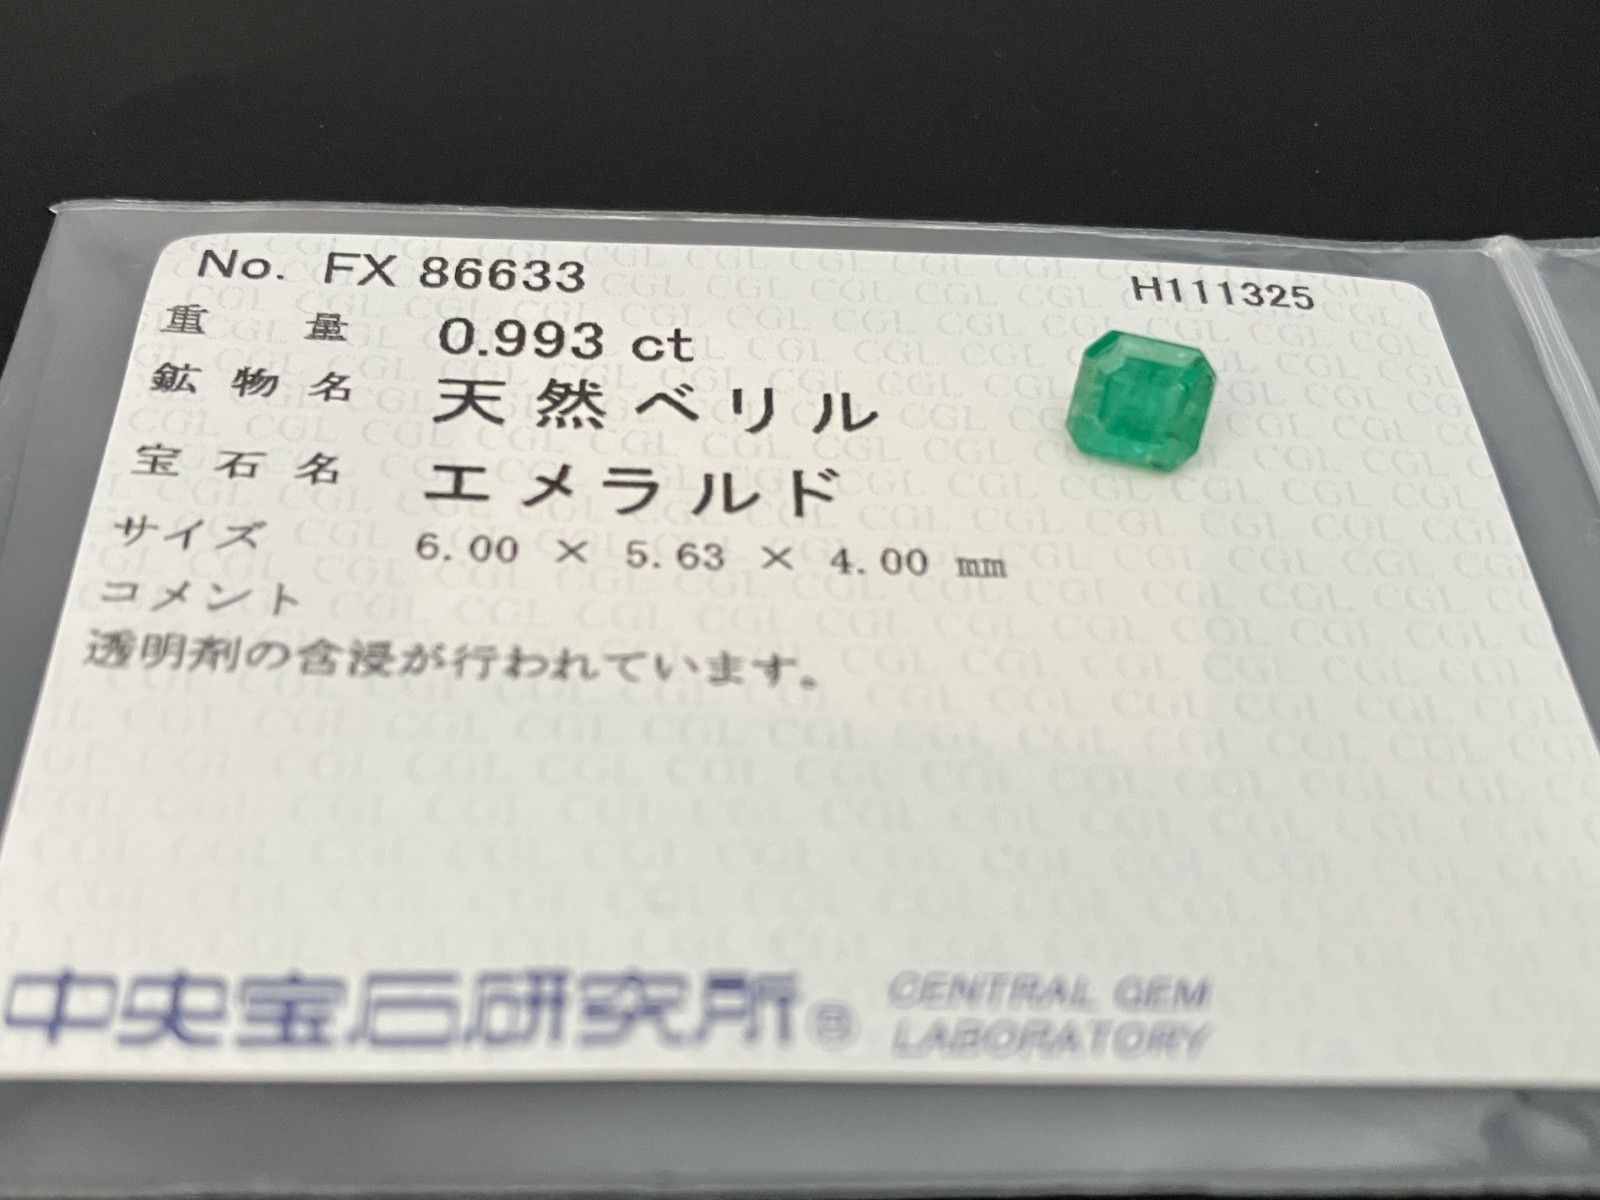 No. FX 86633 H111325
重量 0.993 ct
鉱物名 天然ベリル
宝石名 エメラルド
サイズ 6.00 × 5.63 × 4.00 mm
コメント
透明剤の含浸が行われています。
中央宝石研究所® CENTRAL GEM
LABORATORY